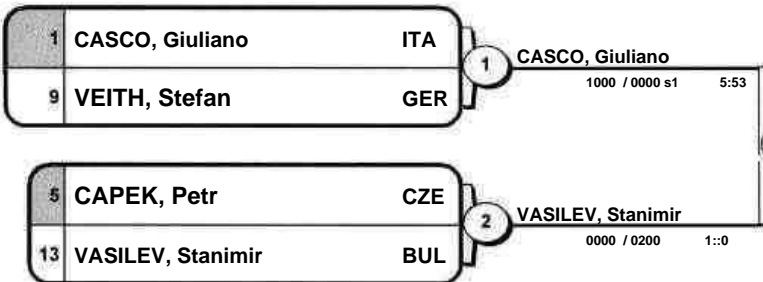 1 CASCO, Giuliano ITA
9 VEITH, Stefan GER
1 CASCO, Giuliano
1000 / 0000 s1 5:53
5 CAPEK, Petr CZE
13 VASILEV, Stanimir BUL
2 VASILEV, Stanimir
0000 / 0200 1::0